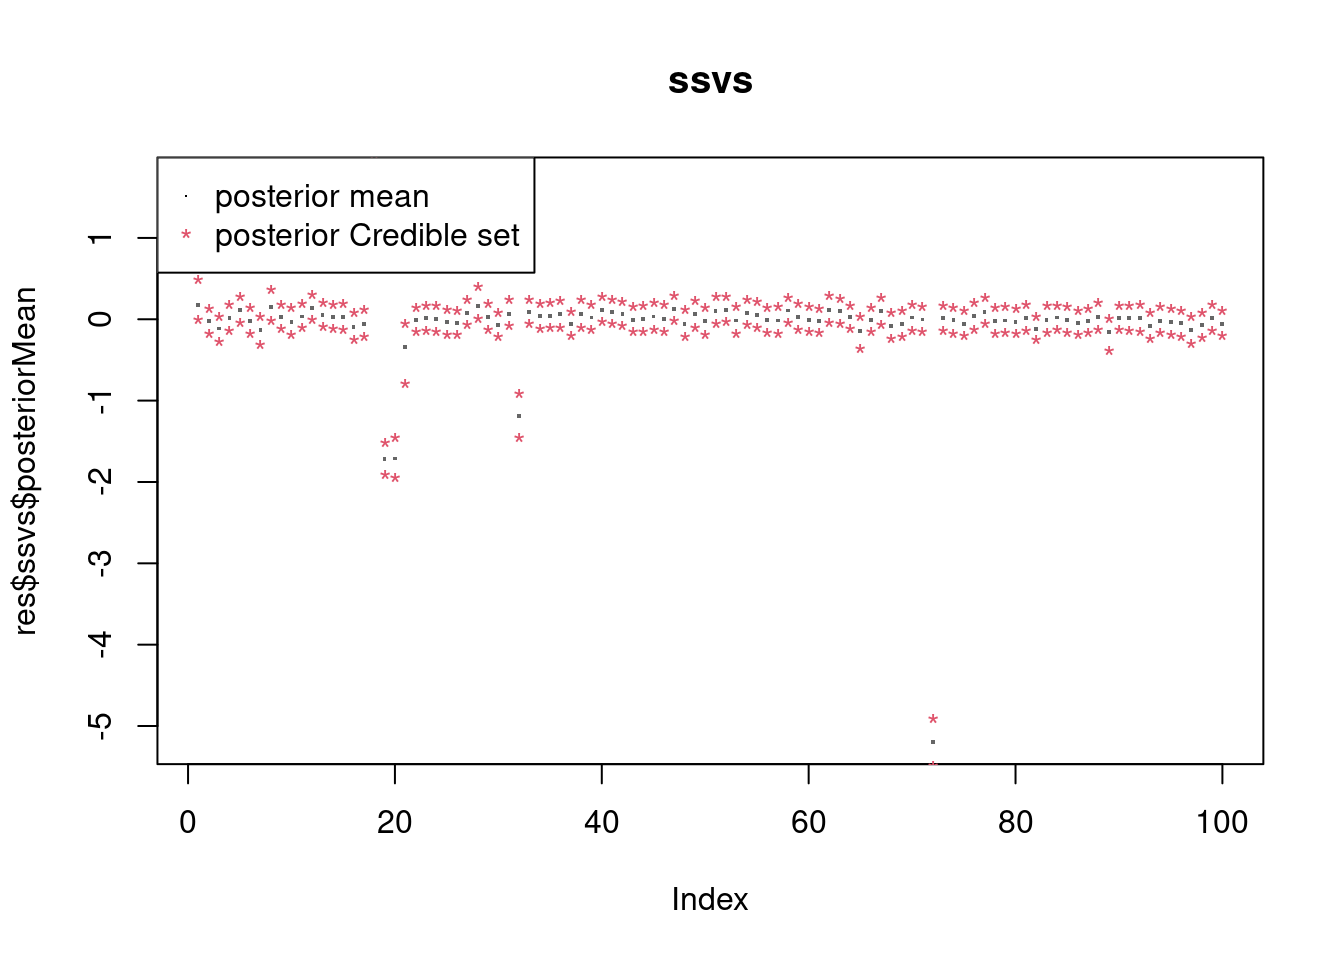 ssvs
posterior mean
* posterior Credible set
res$ssvs$posteriorMean
1
0
-1
-2
-3
-4
-5
0 20 40 60 80 100
Index